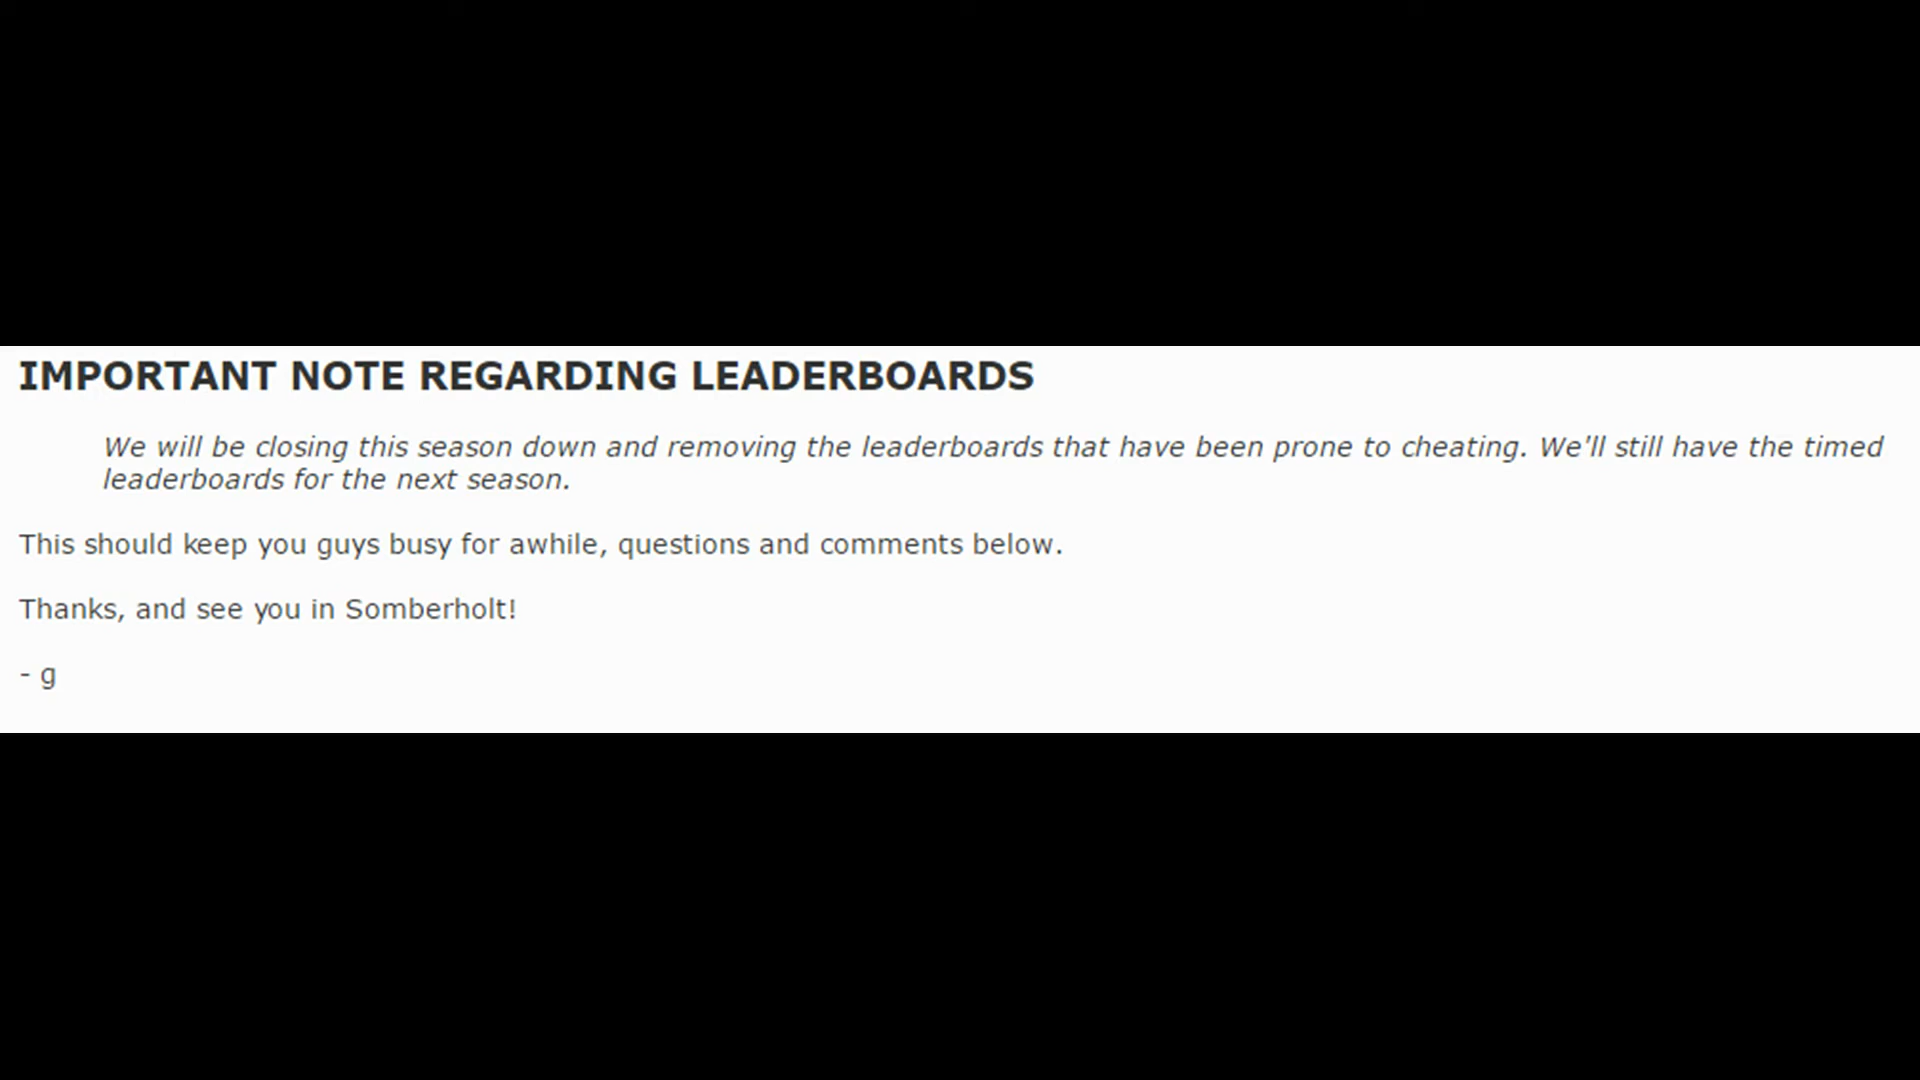 IMPORTANT NOTE REGARDING LEADERBOARDS
We will be closing this season down and removing the leaderboards that have been prone to cheating. We'll still have the timed
leaderboards for the next season.
This should keep you guys busy for awhile, questions and comments below.
Thanks, and see you in Somberholt!
- g